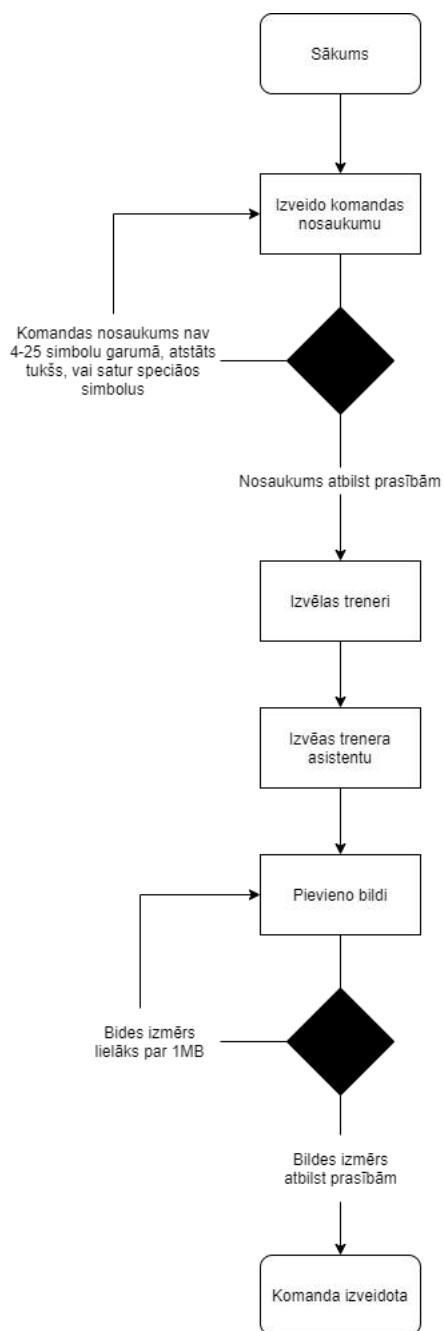 Sākums
Izveido komandas
nosaukumu
Komandas nosaukums nav
4-25 simbolu garumā, atstāts
tukšs, vai satur speciāos
simbolus
Nosaukums atbilst prasībām
Izvēlas treneri
Izvēas trenera
asistentu
Pievieno bildi
Bides izmērs
lielāks par 1MB
Bildes izmērs
atbilst prasībām
Komanda izveidota